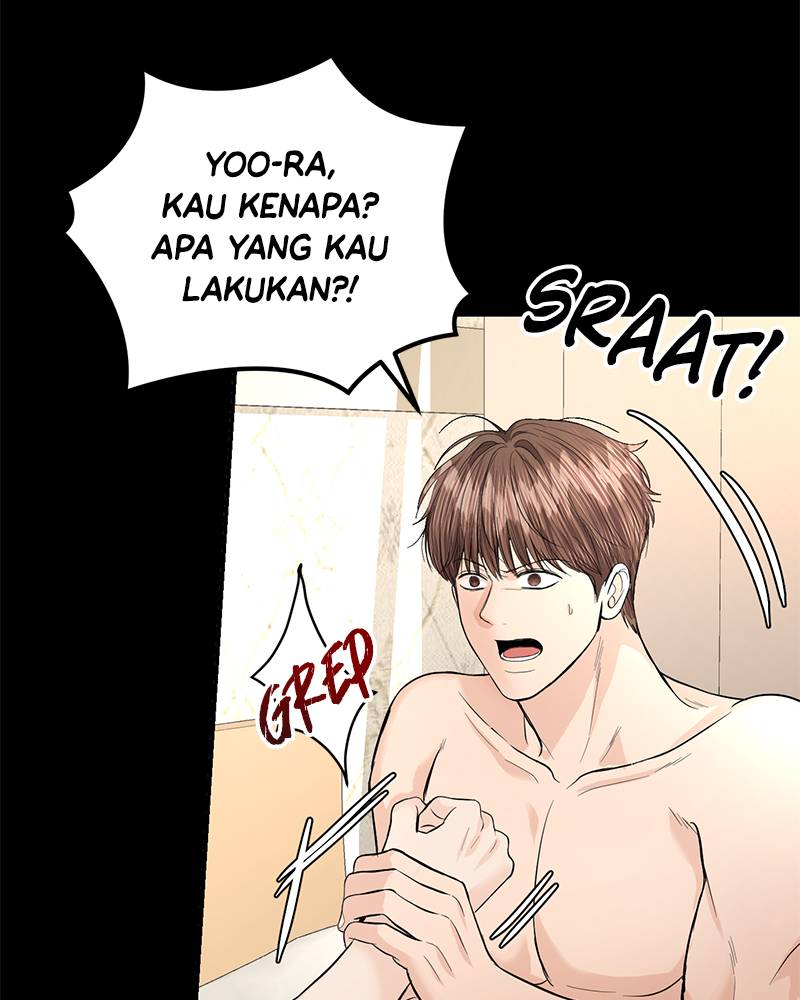 YOO-RA,
KAU KENAPA?
APA YANG KAU
LAKUKAN?!
SRAAT!
GREP